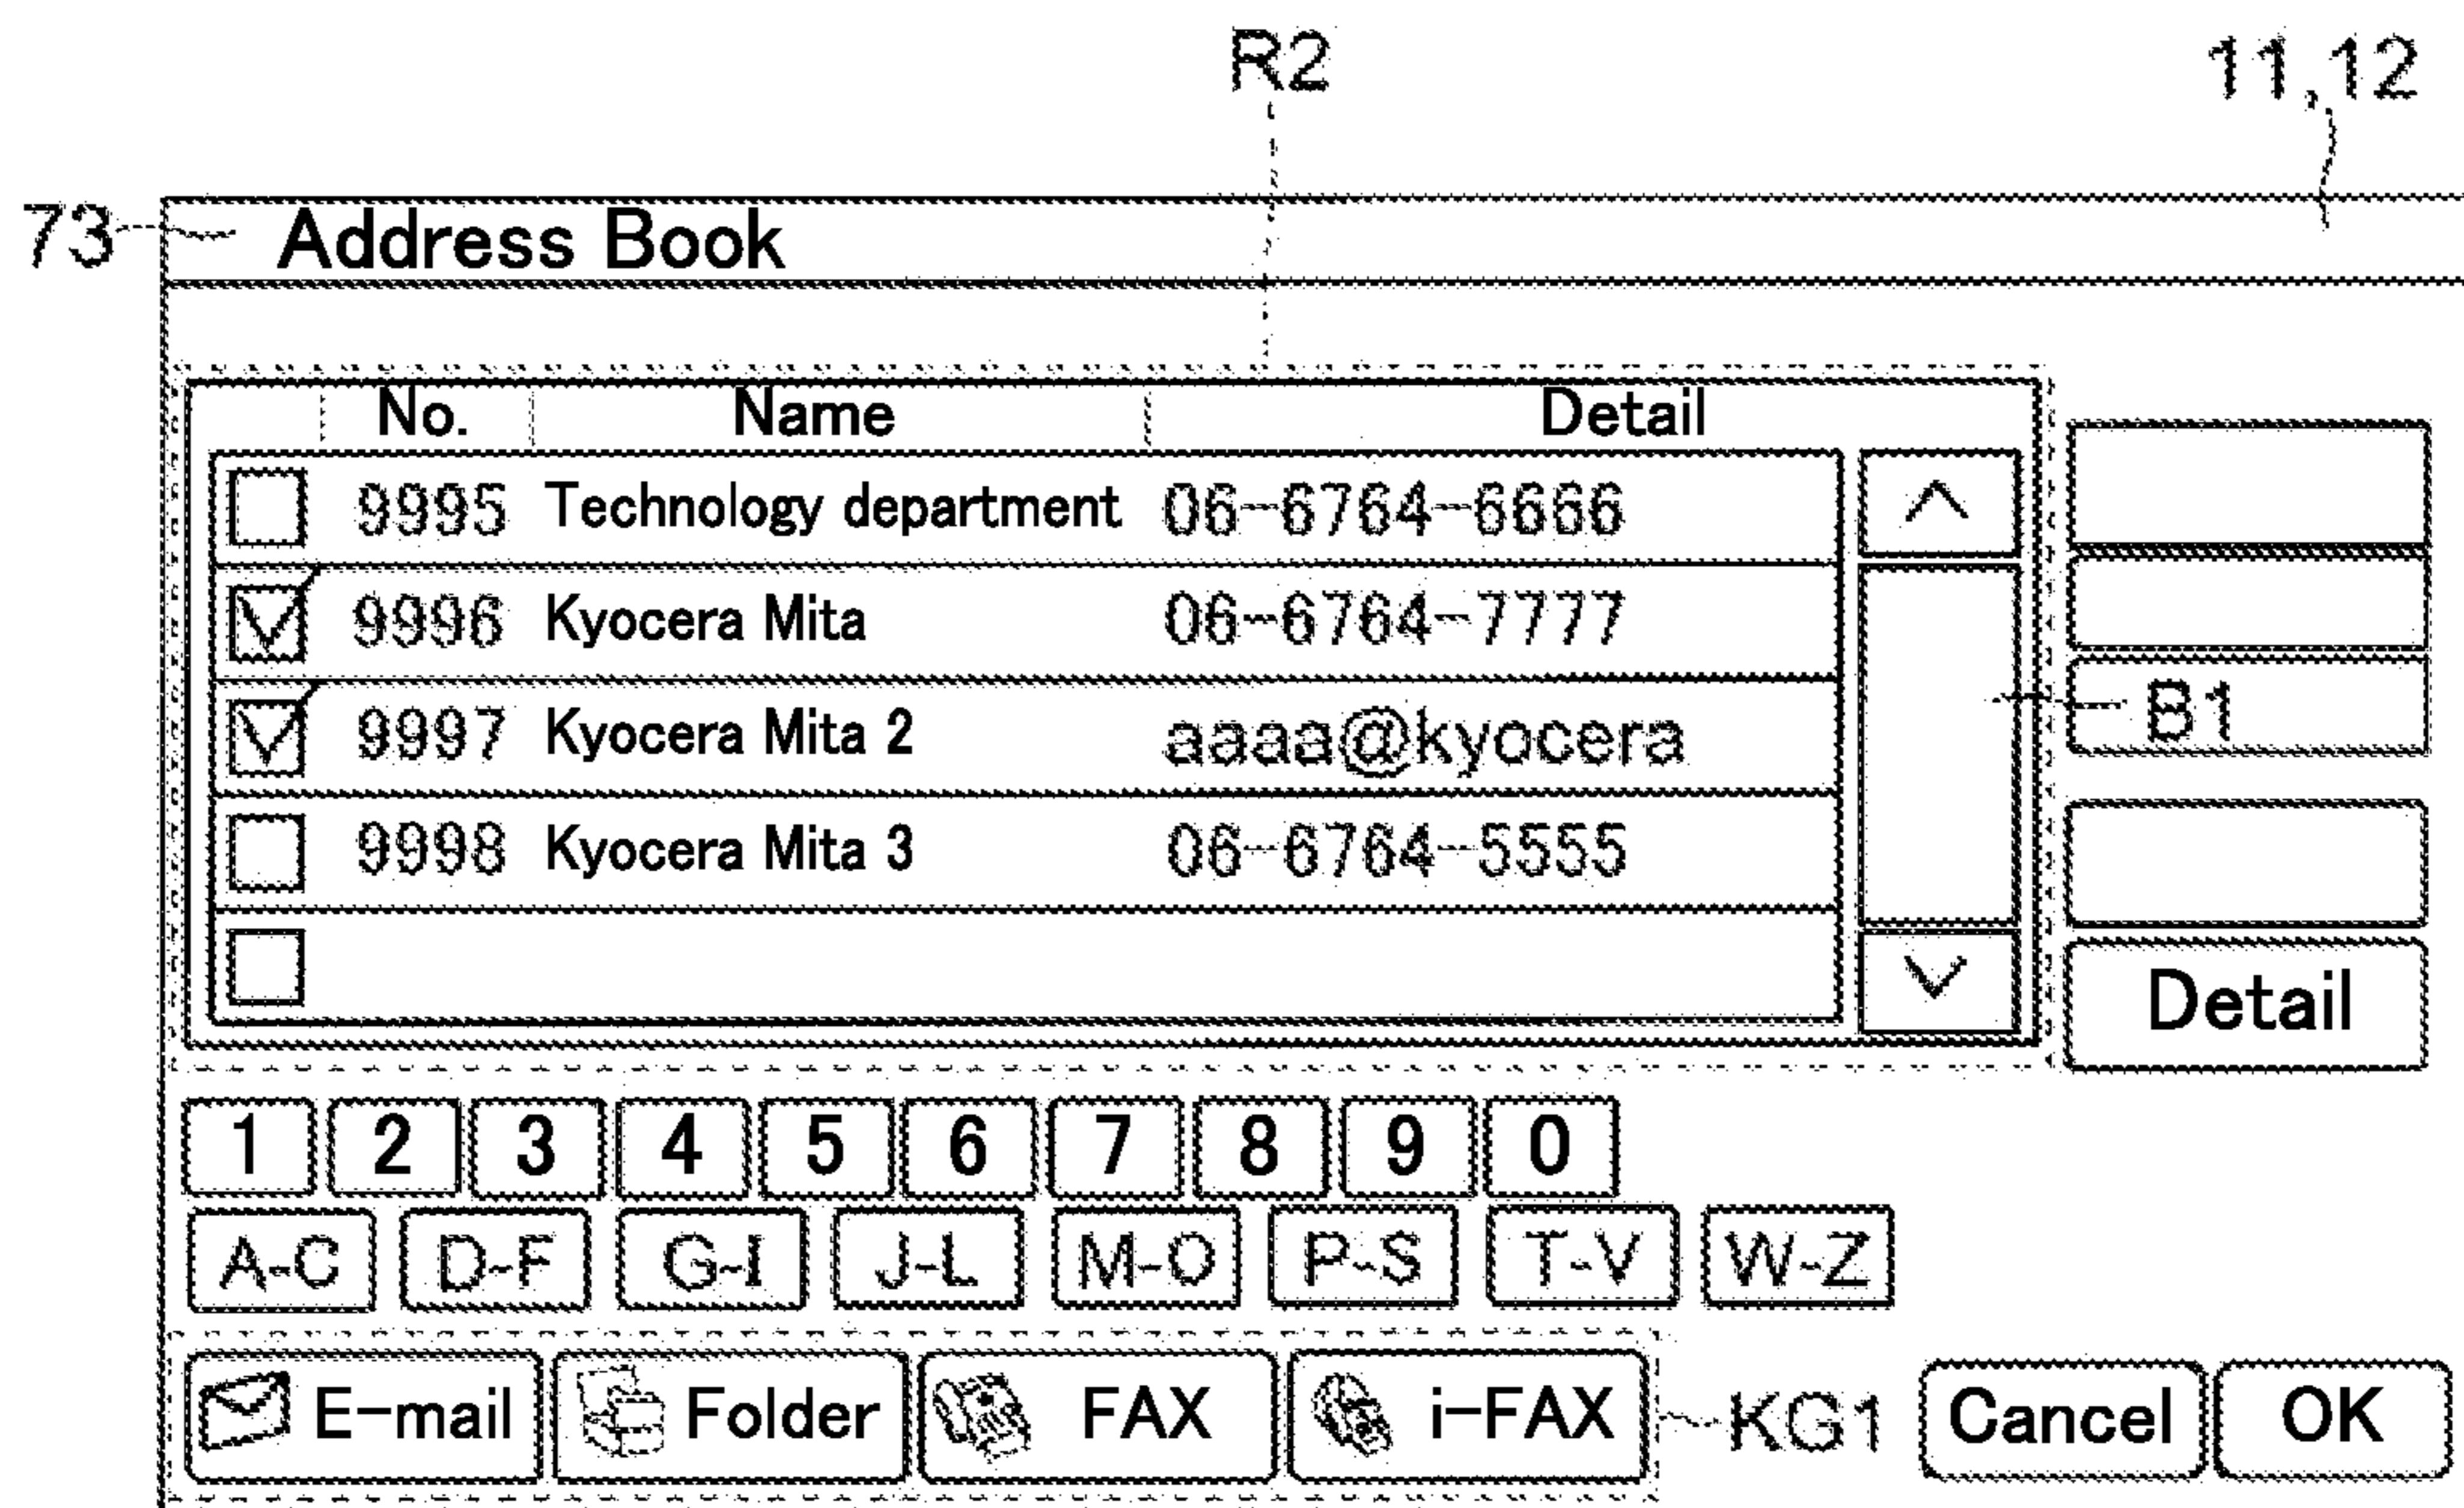 R2 11,12
73 Address Book
No. Name Detail
9995 Technology department 06-6764-6666
9996 Kyocera Mita 06-6764-7777
9997 Kyocera Mita 2 aaaa@kyocera B1
9998 Kyocera Mita 3 06-6764-5555
Detail
1 2 3 4 5 6 7 8 9 0
A-C D-F G-I J-L M-O P-S T-V W-Z
E-mail Folder FAX i-FAX KG1 Cancel OK